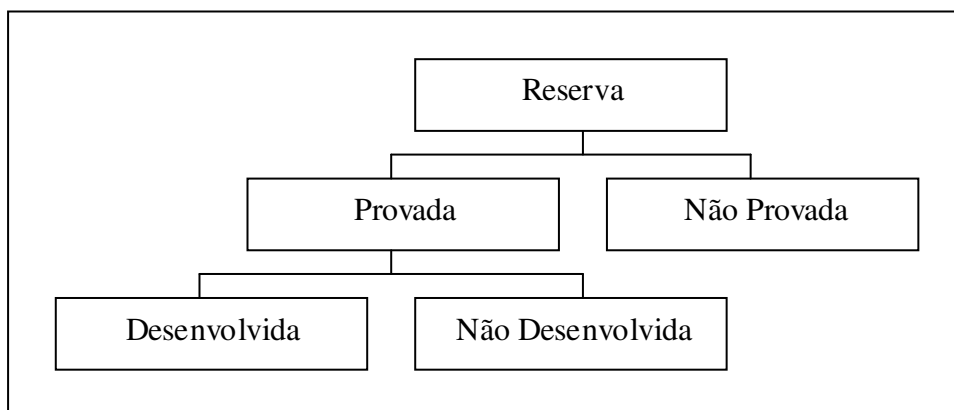 Reserva
Provada
Não Provada
Desenvolvida
Não Desenvolvida